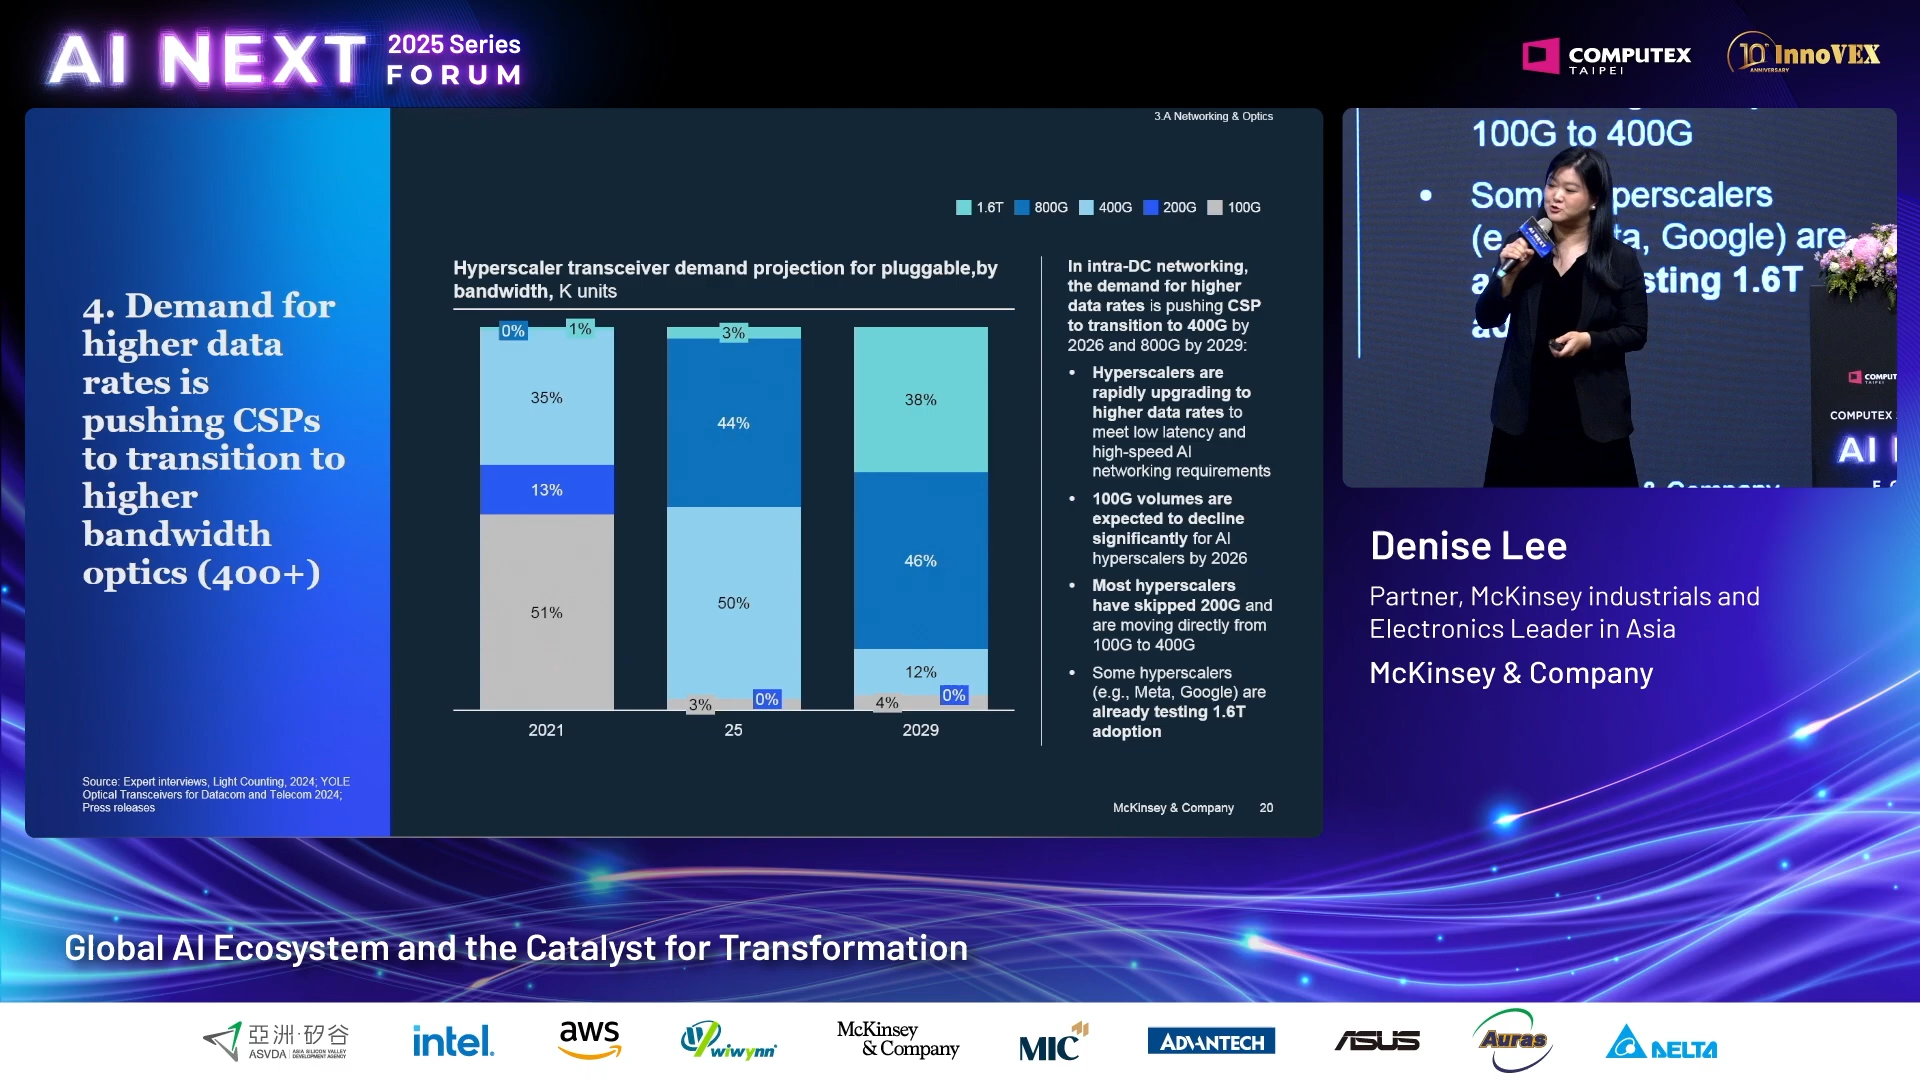 AI NEXT
2025 Series
FORUM
COMPUTEX
TAIPEI
10th
ANNIVERSARY
InnoVEX
3.A Networking & Optics
4. Demand for
higher data
rates is
pushing CSPs
to transition to
higher
bandwidth
optics (400+)
Source: Expert interviews, Light Counting, 2024; YOLE
Optical Transceivers for Datacom and Telecom 2024;
Press releases
1.6T 800G 400G 200G 100G
Hyperscaler transceiver demand projection for pluggable,by
bandwidth, K units
0% 1%
35%
13%
51%
2021
3%
44%
50%
3% 0%
25
38%
46%
12%
4% 0%
2029
In intra-DC networking,
the demand for higher
data rates is pushing CSP
to transition to 400G by
2026 and 800G by 2029:
• Hyperscalers are
rapidly upgrading to
higher data rates to
meet low latency and
high-speed AI
networking requirements
• 100G volumes are
expected to decline
significantly for AI
hyperscalers by 2026
• Most hyperscalers
have skipped 200G and
are moving directly from
100G to 400G
• Some hyperscalers
(e.g., Meta, Google) are
already testing 1.6T
adoption
McKinsey & Company 20
100G to 400G
• Som perscalers
(e ta, Google) are
a sting 1.6T
& Company
AI NEXT
COMPUT
TAIPEI
COMPUTEX
AI
Denise Lee
Partner, McKinsey industrials and
Electronics Leader in Asia
McKinsey & Company
Global AI Ecosystem and the Catalyst for Transformation
亞洲·矽谷
ASVDA ASIA SILICON VALLEY
DEVELOPMENT AGENCY
intel.
aws
wiwynn
McKinsey
& Company
MIC
ADVANTECH
ASUS
Auras
DELTA